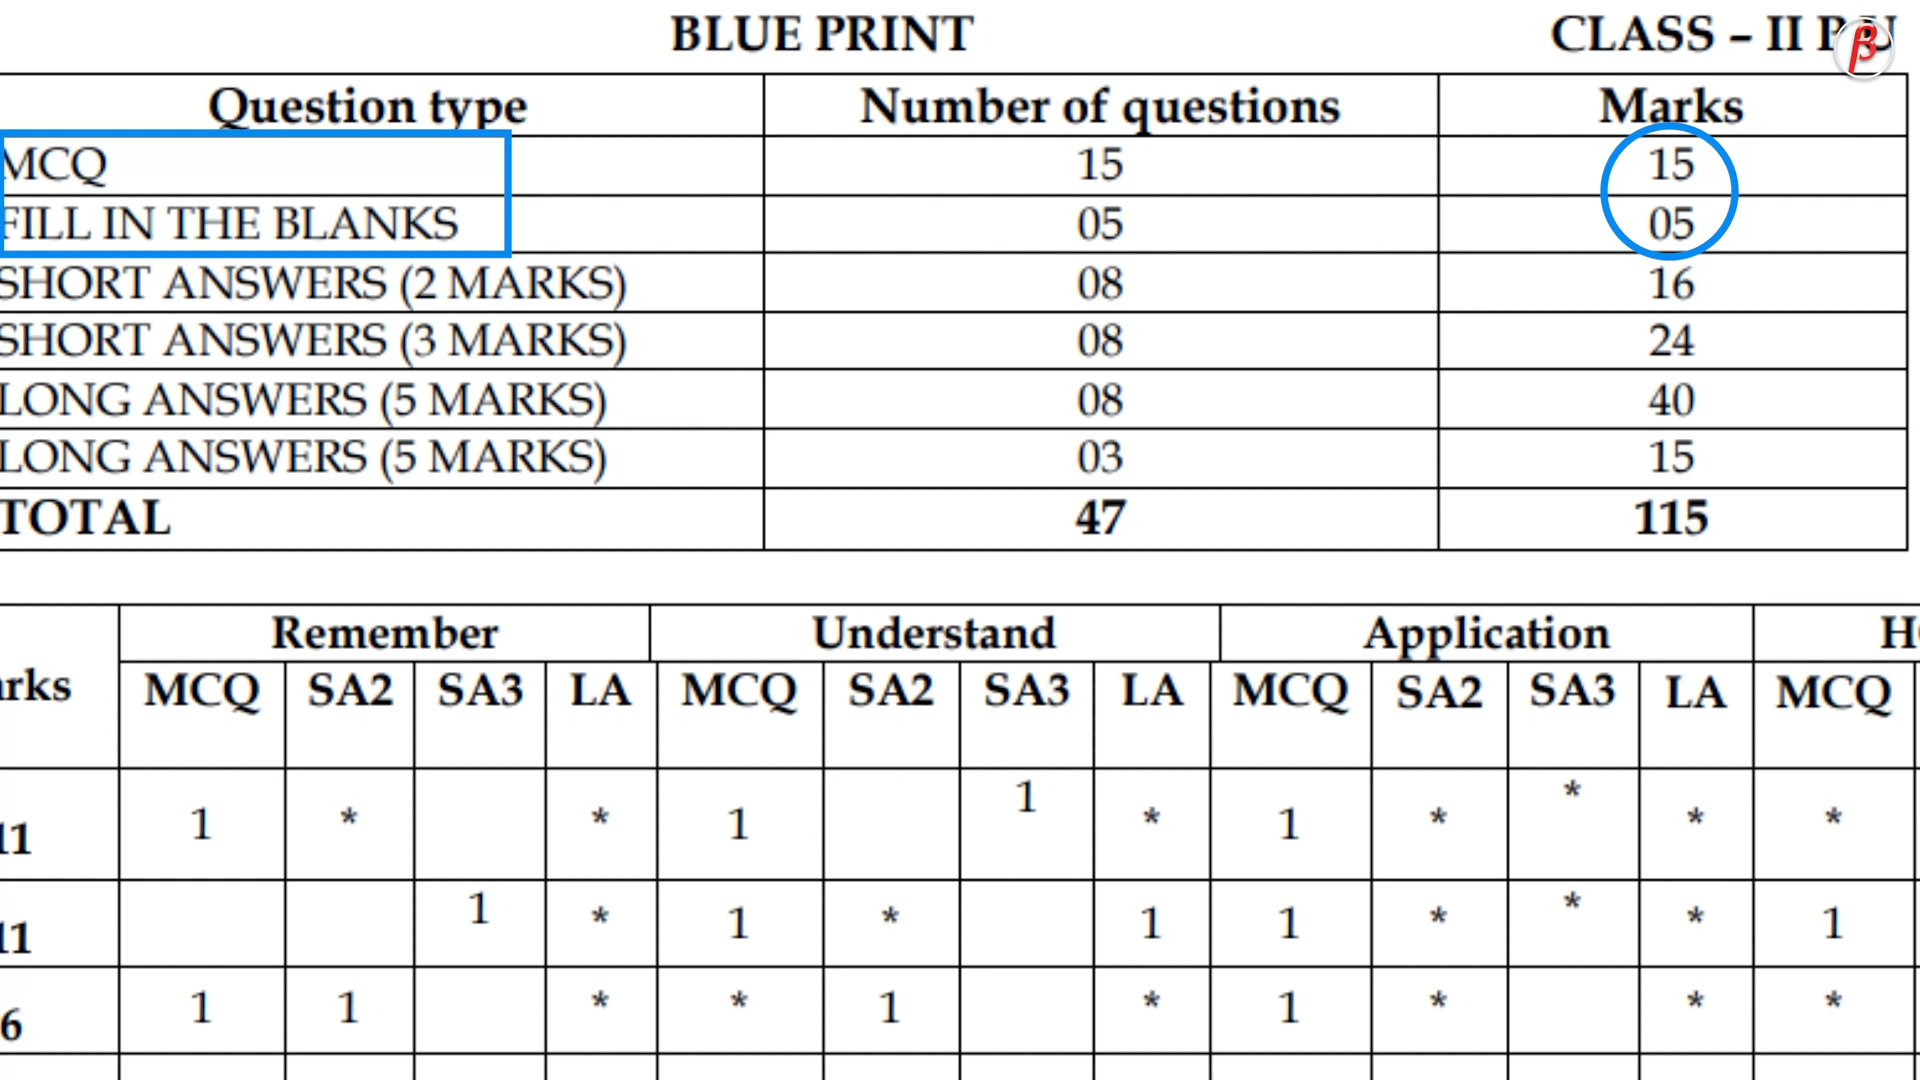 BLUE PRINT CLASS – II P U
β
Question type Number of questions Marks
MCQ 15 15
FILL IN THE BLANKS 05 05
SHORT ANSWERS (2 MARKS) 08 16
SHORT ANSWERS (3 MARKS) 08 24
LONG ANSWERS (5 MARKS) 08 40
LONG ANSWERS (5 MARKS) 03 15
TOTAL 47 115
Remember Understand Application
MCQ SA2 SA3 LA MCQ SA2 SA3 LA MCQ SA2 SA3 LA MCQ
11 1 * * 1 1 * 1 * * * *
11 1 * 1 * 1 1 * * * 1
6 1 1 * * 1 * 1 * * *